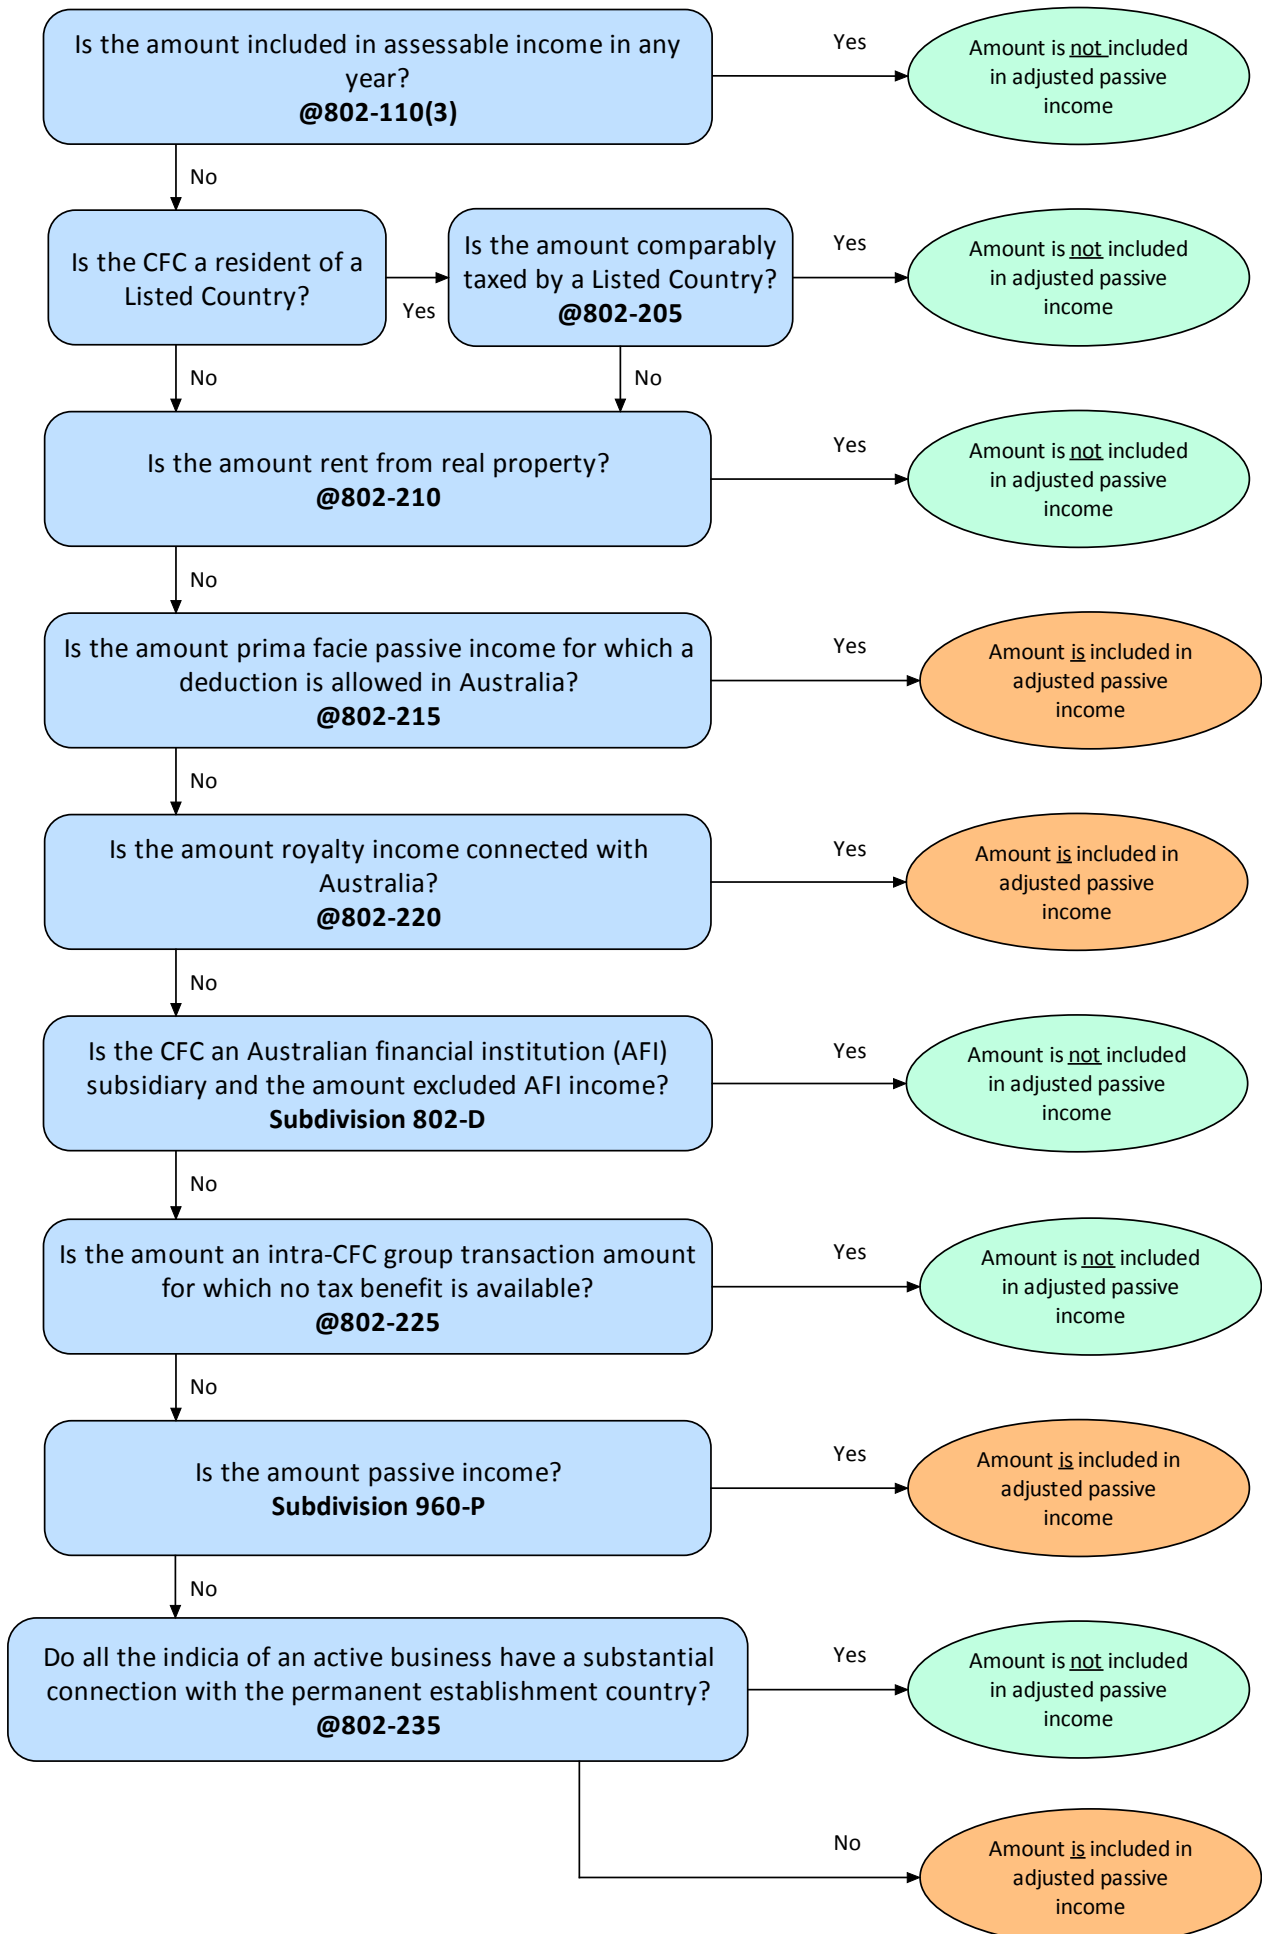 Is the amount included in assessable income in any
year?
@802-110(3)
Yes
Amount is not included
in adjusted passive
income
No
Is the CFC a resident of a
Listed Country?
Yes
Is the amount comparably
taxed by a Listed Country?
@802-205
Yes
Amount is not included
in adjusted passive
income
No
No
Is the amount rent from real property?
@802-210
Yes
Amount is not included
in adjusted passive
income
No
Is the amount prima facie passive income for which a
deduction is allowed in Australia?
@802-215
Yes
Amount is included in
adjusted passive
income
No
Is the amount royalty income connected with
Australia?
@802-220
Yes
Amount is included in
adjusted passive
income
No
Is the CFC an Australian financial institution (AFI)
subsidiary and the amount excluded AFI income?
Subdivision 802-D
Yes
Amount is not included
in adjusted passive
income
No
Is the amount an intra-CFC group transaction amount
for which no tax benefit is available?
@802-225
Yes
Amount is not included
in adjusted passive
income
No
Is the amount passive income?
Subdivision 960-P
Yes
Amount is included in
adjusted passive
income
No
Do all the indicia of an active business have a substantial
connection with the permanent establishment country?
@802-235
Yes
Amount is not included
in adjusted passive
income
No
Amount is included in
adjusted passive
income